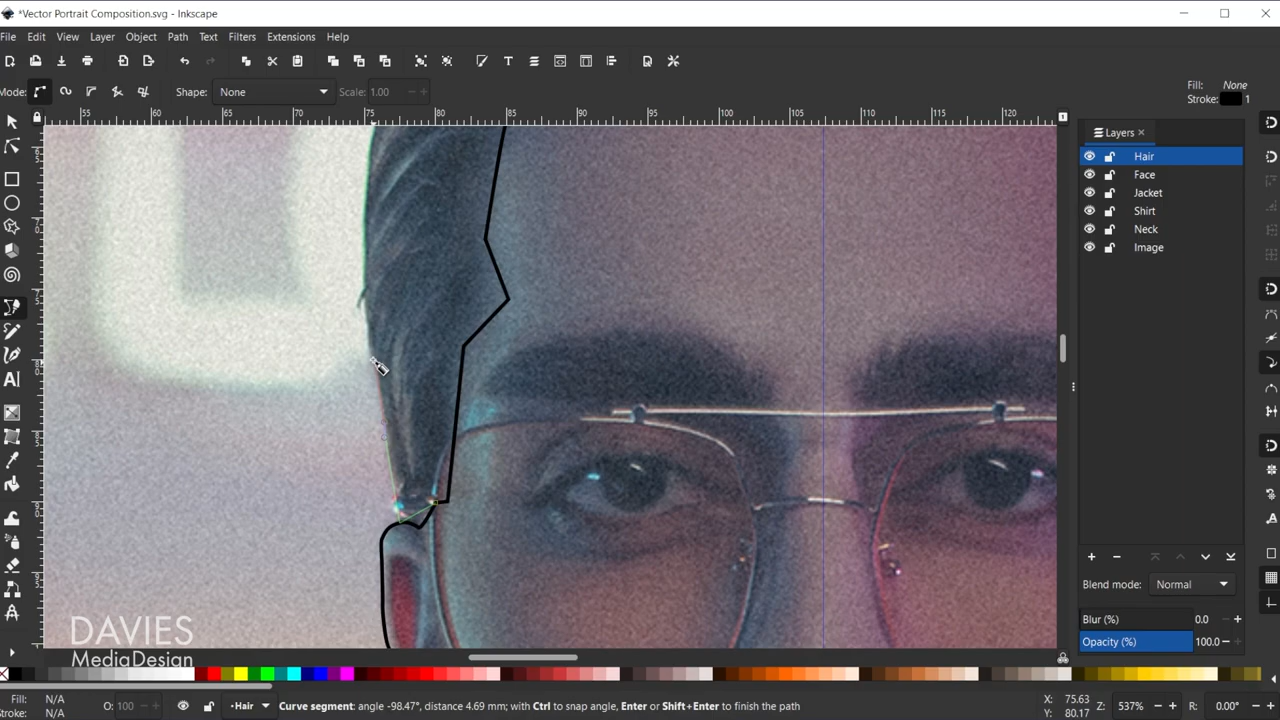 *Vector Portrait Composition.svg - Inkscape
File Edit View Layer Object Path Text Filters Extensions Help
Mode: Shape: None Scale: 1.00
Fill: None
Stroke: 1
55 60 65 70 75 80 85 90 95 100 105 110 115 120
Layers
Hair
Face
Jacket
Shirt
Neck
Image
Blend mode: Normal
Blur (%) 0.0
Opacity (%) 100.0
DAVIES
MediaDesign
Fill: N/A
Stroke: N/A
O: 100
Hair
Curve segment: angle -98.47°, distance 4.69 mm; with Ctrl to snap angle, Enter or Shift+Enter to finish the path
X: 75.63
Y: 80.17
Z: 537%
R: 0.00°